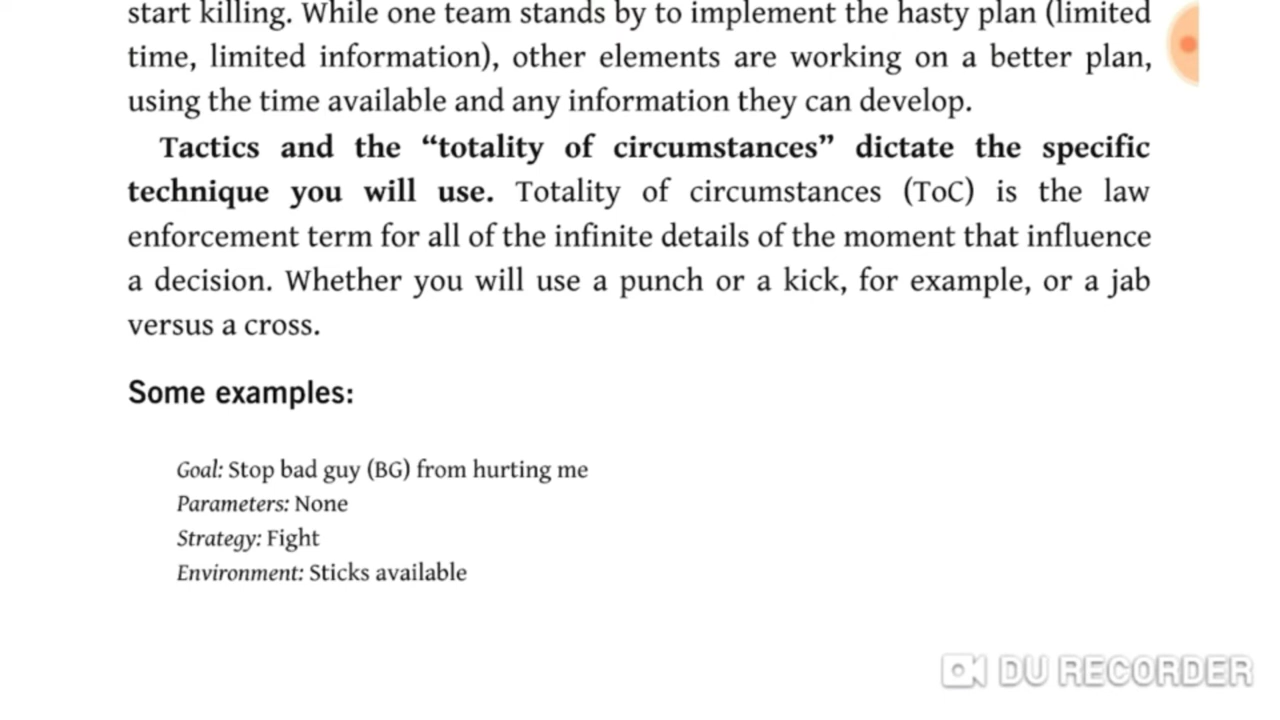 start killing. While one team stands by to implement the hasty plan (limited
time, limited information), other elements are working on a better plan,
using the time available and any information they can develop.
Tactics and the “totality of circumstances” dictate the specific
technique you will use. Totality of circumstances (ToC) is the law
enforcement term for all of the infinite details of the moment that influence
a decision. Whether you will use a punch or a kick, for example, or a jab
versus a cross.
Some examples:
Goal: Stop bad guy (BG) from hurting me
Parameters: None
Strategy: Fight
Environment: Sticks available
DU RECORDER